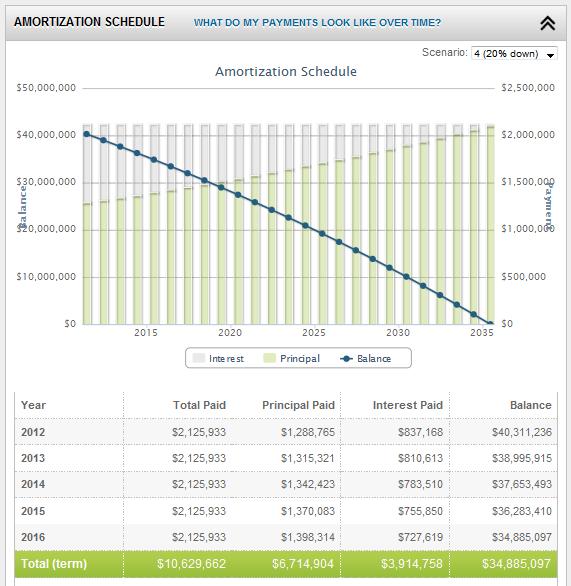 AMORTIZATION SCHEDULE WHAT DO MY PAYMENTS LOOK LIKE OVER TIME?
Scenario: 4 (20% down)
Amortization Schedule
$50,000,000 $2,500,000
$40,000,000 $2,000,000
$30,000,000 $1,500,000
$20,000,000 $1,000,000
$10,000,000 $500,000
$0 $0
Balance
Payment
2015 2020 2025 2030 2035
Interest Principal Balance
Year Total Paid Principal Paid Interest Paid Balance
2012 $2,125,933 $1,288,765 $837,168 $40,311,236
2013 $2,125,933 $1,315,321 $810,613 $38,995,915
2014 $2,125,933 $1,342,423 $783,510 $37,653,493
2015 $2,125,933 $1,370,083 $755,850 $36,283,410
2016 $2,125,933 $1,398,314 $727,619 $34,885,097
Total (term) $10,629,662 $6,714,904 $3,914,758 $34,885,097